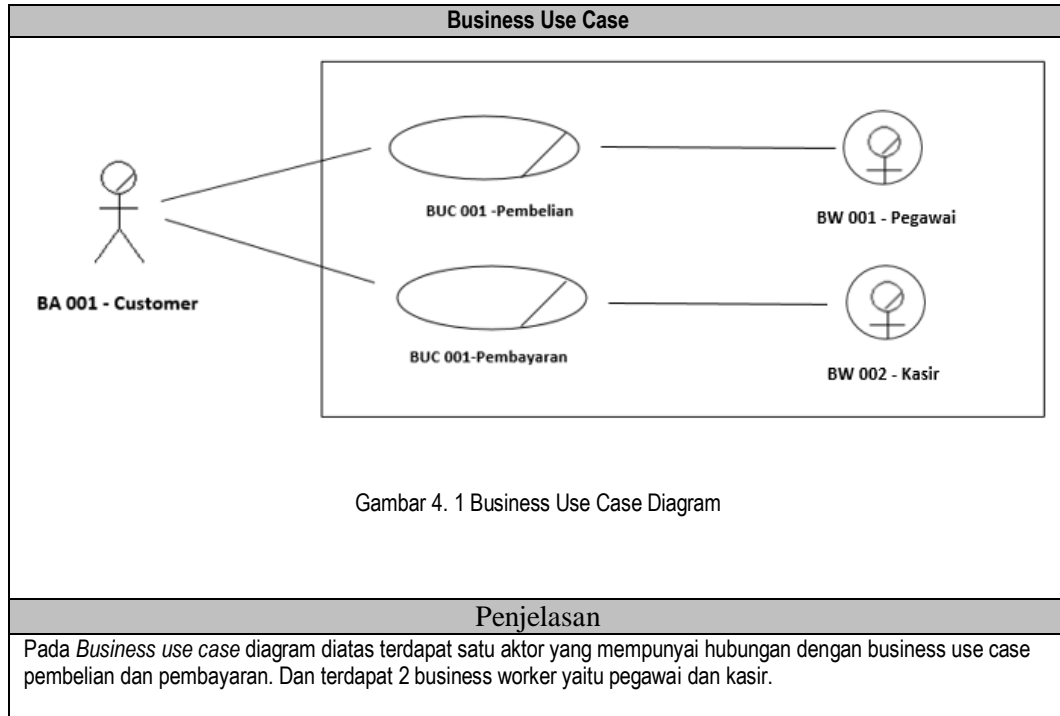 Business Use Case
BUC 001 -Pembelian
BW 001 - Pegawai
BA 001 - Customer
BUC 001-Pembayaran
BW 002 - Kasir
Gambar 4. 1 Business Use Case Diagram
Penjelasan
Pada Business use case diagram diatas terdapat satu aktor yang mempunyai hubungan dengan business use case
pembelian dan pembayaran. Dan terdapat 2 business worker yaitu pegawai dan kasir.